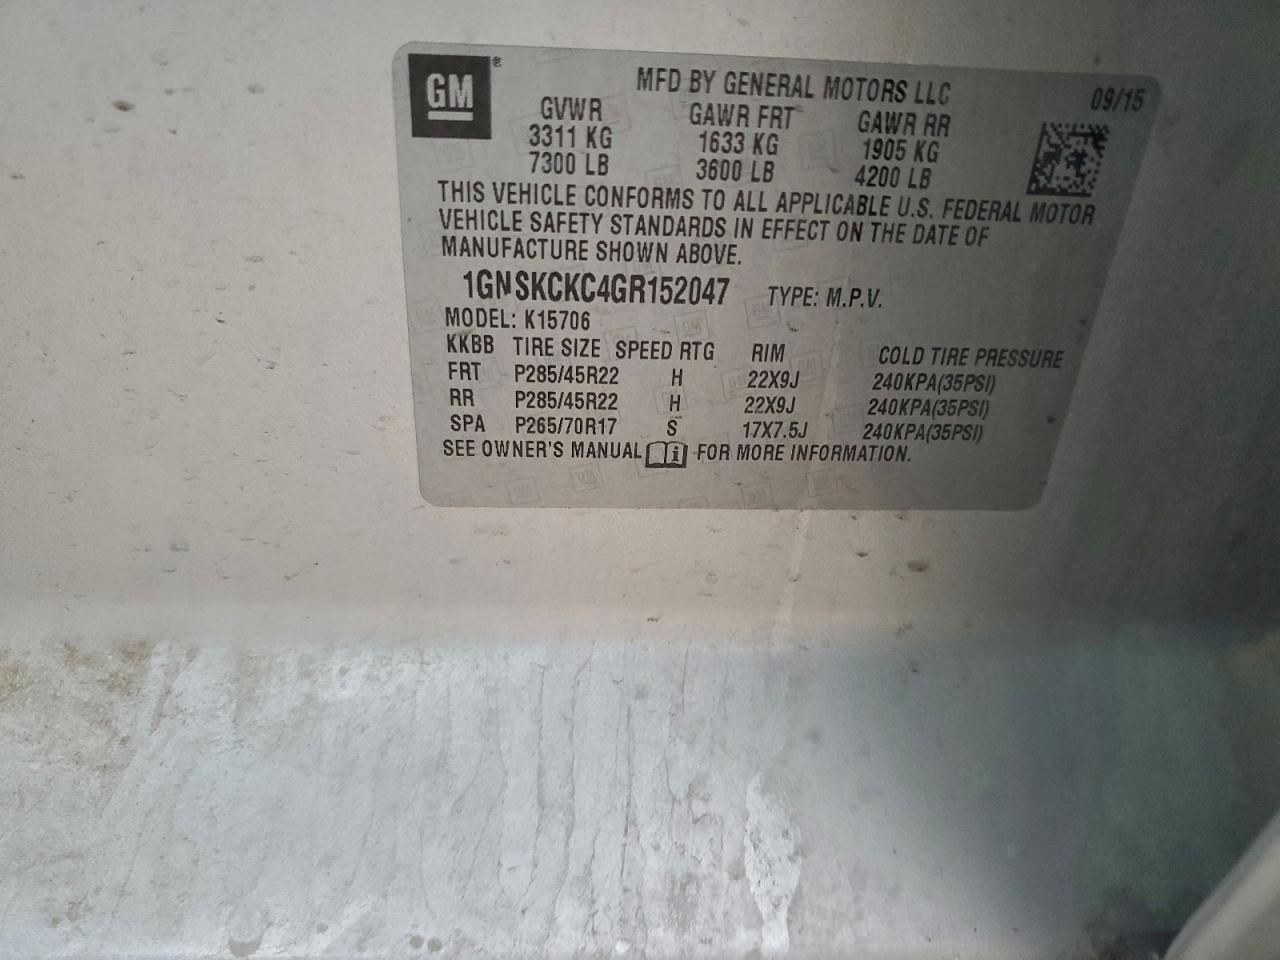 GM ®
MFD BY GENERAL MOTORS LLC 09/15
GVWR GAWR FRT GAWR RR
3311 KG 1633 KG 1905 KG
7300 LB 3600 LB 4200 LB
THIS VEHICLE CONFORMS TO ALL APPLICABLE U.S. FEDERAL MOTOR
VEHICLE SAFETY STANDARDS IN EFFECT ON THE DATE OF
MANUFACTURE SHOWN ABOVE.
1GNSKCKC4GR152047 TYPE: M.P.V.
MODEL: K15706
KKBB TIRE SIZE SPEED RTG RIM COLD TIRE PRESSURE
FRT P285/45R22 H 22X9J 240KPA(35PSI)
RR P285/45R22 H 22X9J 240KPA(35PSI)
SPA P265/70R17 S 17X7.5J 240KPA(35PSI)
SEE OWNER'S MANUAL i FOR MORE INFORMATION.